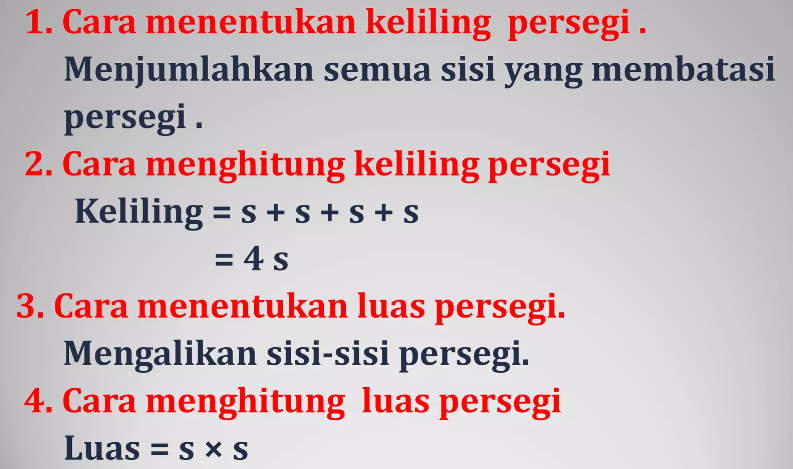 1. Cara menentukan keliling persegi .
Menjumlahkan semua sisi yang membatasi
persegi .
2. Cara menghitung keliling persegi
Keliling = s + s + s + s
= 4 s
3. Cara menentukan luas persegi.
Mengalikan sisi-sisi persegi.
4. Cara menghitung luas persegi
Luas = s × s